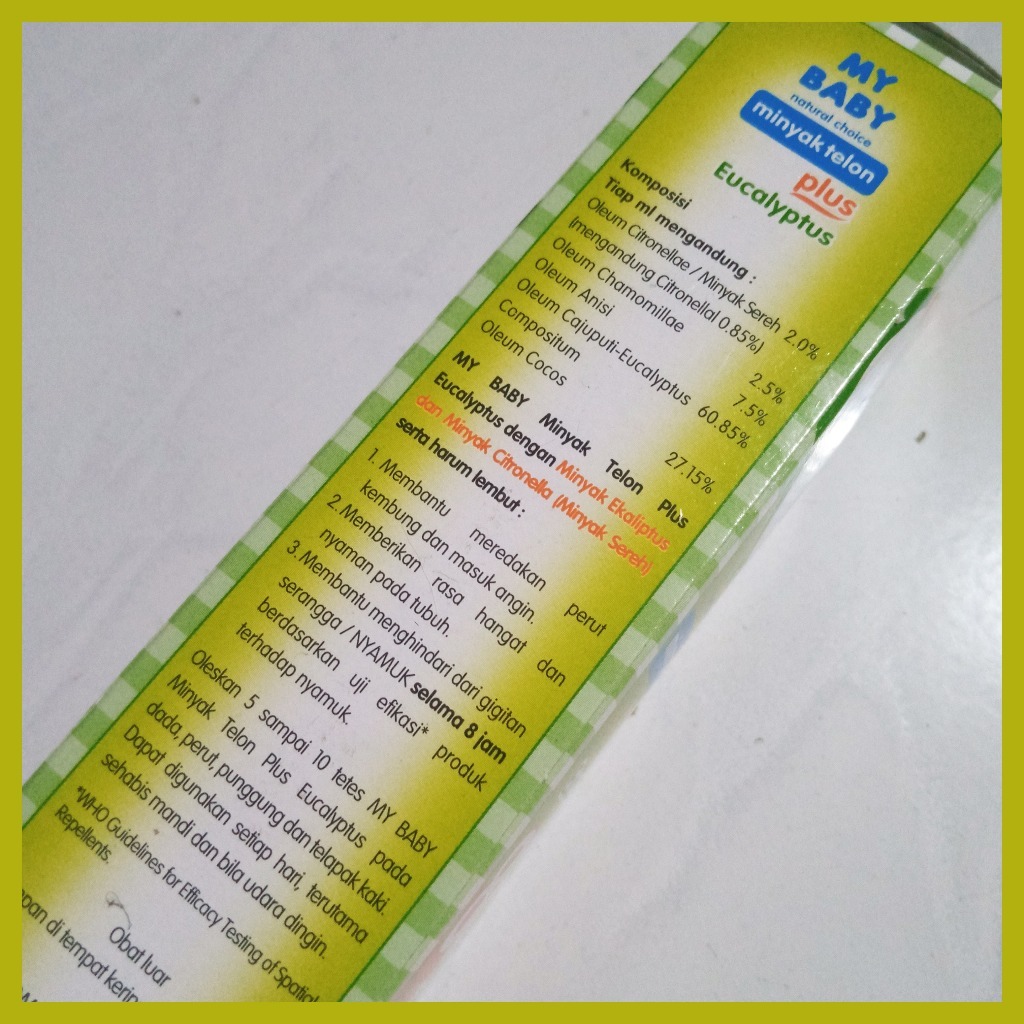 MY
BABY
natural choice
minyak telon
plus
Eucalyptus
Komposisi
Tiap ml mengandung :
Oleum Citronellae / Minyak Sereh 2.0%
(mengandung Citronellal 0.85%)
Oleum Chamomillae 2.5%
Oleum Anisi 7.5%
Oleum Cajuputi-Eucalyptus 60.85%
Compositum
Oleum Cocos 27.15%
MY BABY Minyak Telon Plus
Eucalyptus dengan Minyak Ekaliptus
dan Minyak Citronella (Minyak Sereh)
serta harum lembut :
1. Membantu meredakan perut
kembung dan masuk angin.
2. Memberikan rasa hangat dan
nyaman pada tubuh.
3. Membantu menghindari dari gigitan
serangga / NYAMUK selama 8 jam
berdasarkan uji efikasi* produk
terhadap nyamuk.
Oleskan 5 sampai 10 tetes MY BABY
Minyak Telon Plus Eucalyptus pada
dada, perut, punggung dan telapak kaki.
Dapat digunakan setiap hari, terutama
sehabis mandi dan bila udara dingin.
*WHO Guidelines for Efficacy Testing of Spatial
Repellents.
Obat luar
di tempat